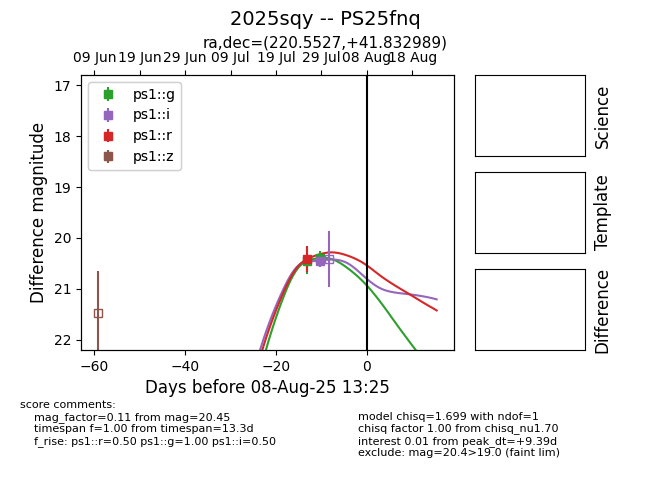 2025sqy -- PS25fnq
ra,dec=(220.5527,+41.832989)
09 Jun 19 Jun 29 Jun 09 Jul 19 Jul 29 Jul 08 Aug 18 Aug
17
18
19
20
21
22
Difference magnitude
ps1::g
ps1::i
ps1::r
ps1::z
−60 −40 −20 0
Days before 08-Aug-25 13:25
Science
Template
Difference
score comments:
mag_factor=0.11 from mag=20.45
timespan f=1.00 from timespan=13.3d
f_rise: ps1::r=0.50 ps1::g=1.00 ps1::i=0.50
model chisq=1.699 with ndof=1
chisq factor 1.00 from chisq_nu1.70
interest 0.01 from peak_dt=+9.39d
exclude: mag=20.4>19.0 (faint lim)